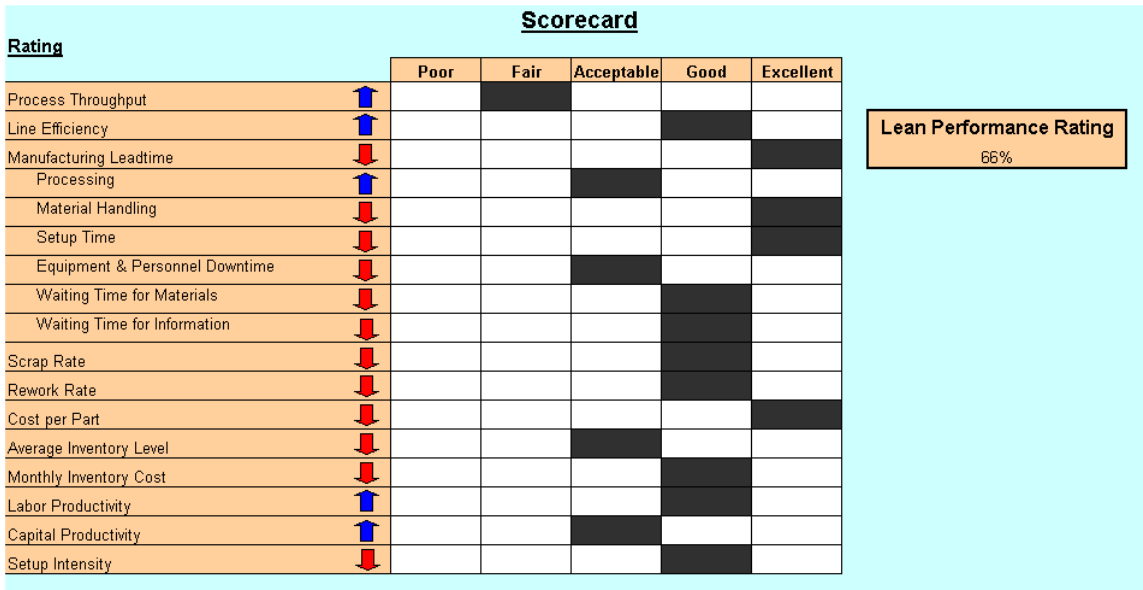 Scorecard
Rating
Poor Fair Acceptable Good Excellent
Process Throughput
Line Efficiency
Manufacturing Leadtime
Processing
Material Handling
Setup Time
Equipment & Personnel Downtime
Waiting Time for Materials
Waiting Time for Information
Scrap Rate
Rework Rate
Cost per Part
Average Inventory Level
Monthly Inventory Cost
Labor Productivity
Capital Productivity
Setup Intensity
Lean Performance Rating
66%